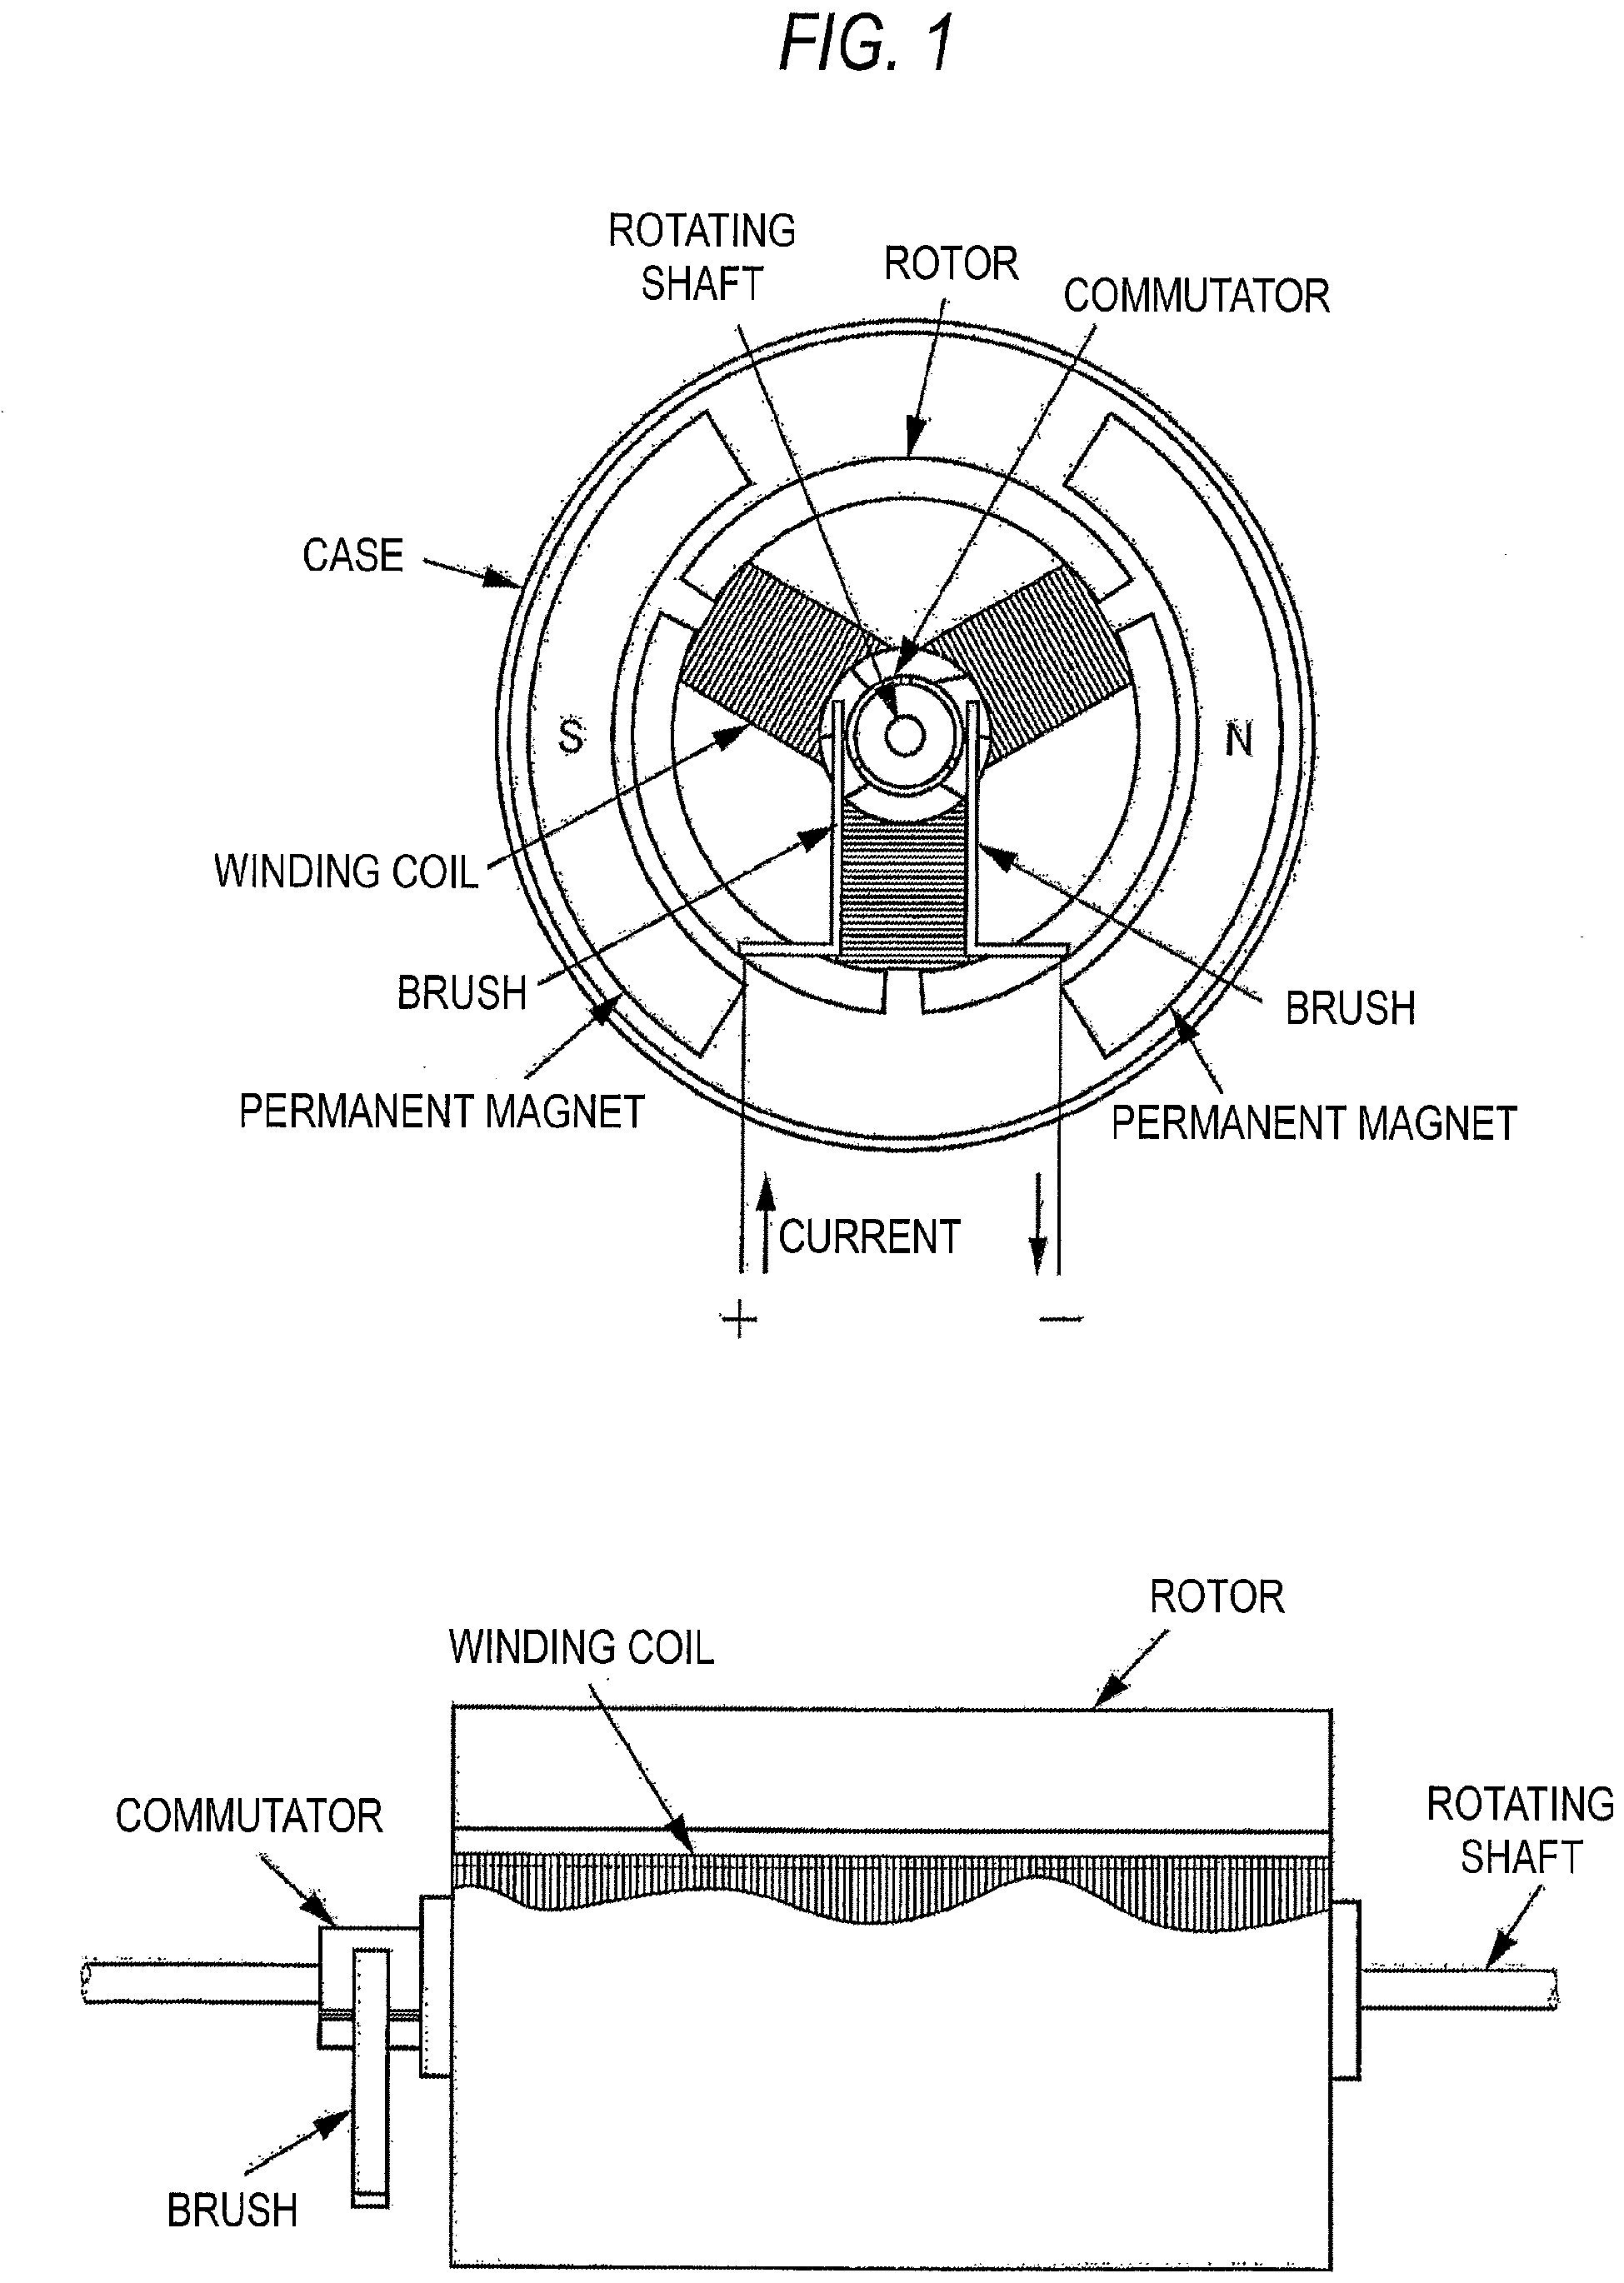 FIG. 1
ROTATING
SHAFT
ROTOR
COMMUTATOR
CASE
S
N
WINDING COIL
BRUSH
BRUSH
PERMANENT MAGNET
PERMANENT MAGNET
CURRENT
+
−
ROTOR
WINDING COIL
COMMUTATOR
ROTATING
SHAFT
BRUSH